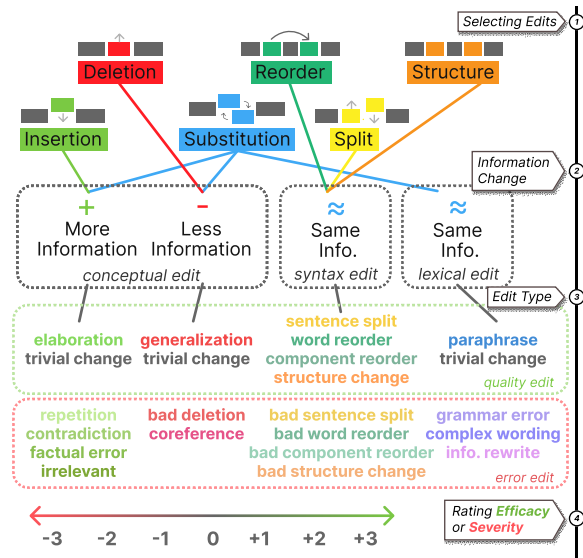 Selecting Edits
1
Deletion
Reorder
Structure
Insertion
Substitution
Split
Information
Change
2
+
-
≈
≈
More
Information
Less
Information
Same
Info.
Same
Info.
conceptual edit
syntax edit
lexical edit
Edit Type
3
elaboration
trivial change
generalization
trivial change
sentence split
word reorder
component reorder
structure change
paraphrase
trivial change
quality edit
repetition
contradiction
factual error
irrelevant
bad deletion
coreference
bad sentence split
bad word reorder
bad component reorder
bad structure change
grammar error
complex wording
info. rewrite
error edit
Rating Efficacy
or Severity
4
-3 -2 -1 0 +1 +2 +3